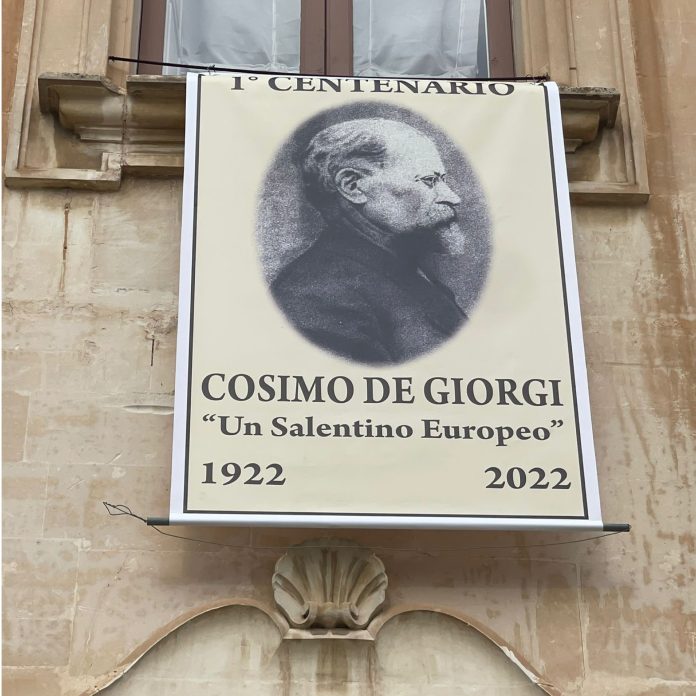 1° CENTENARIO
COSIMO DE GIORGI
“Un Salentino Europeo”
1922 2022